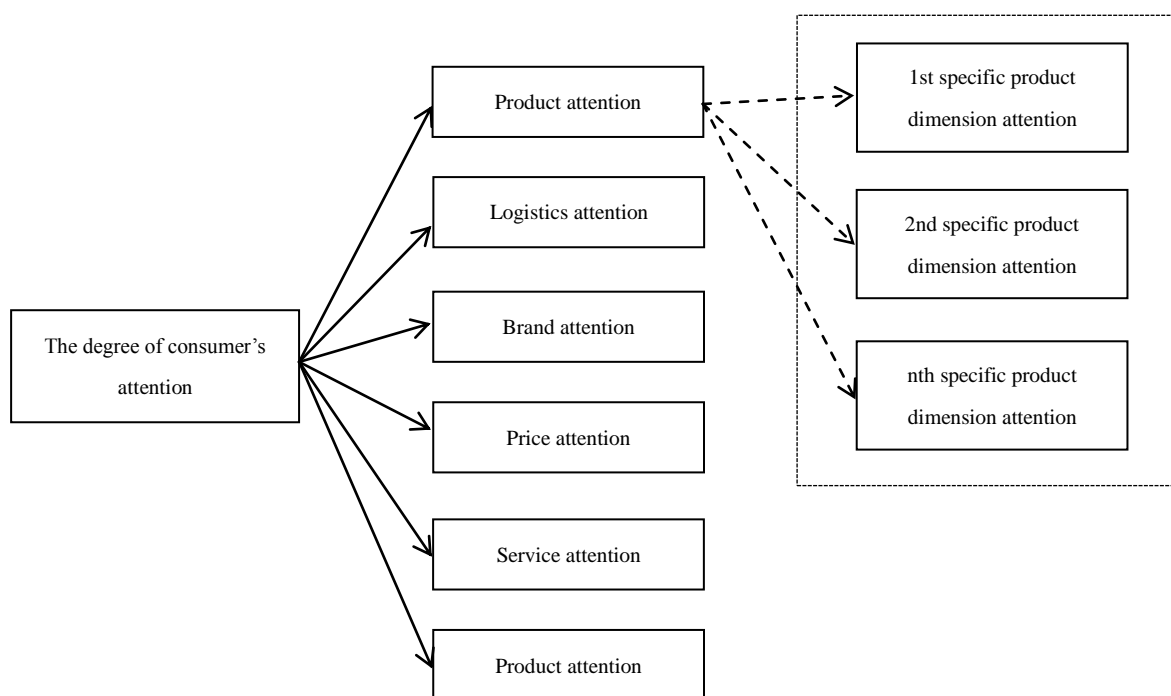 The degree of consumer’s
attention
Product attention
Logistics attention
Brand attention
Price attention
Service attention
Product attention
1st specific product
dimension attention
2nd specific product
dimension attention
nth specific product
dimension attention